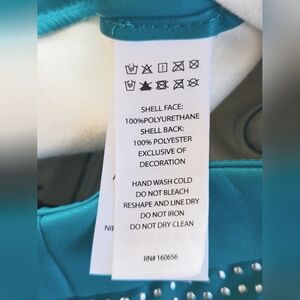 SHELL FACE:
100%POLYURETHANE
SHELL BACK:
100% POLYESTER
EXCLUSIVE OF
DECORATION
HAND WASH COLD
DO NOT BLEACH
RESHAPE AND LINE DRY
DO NOT IRON
DO NOT DRY CLEAN
RN# 160656